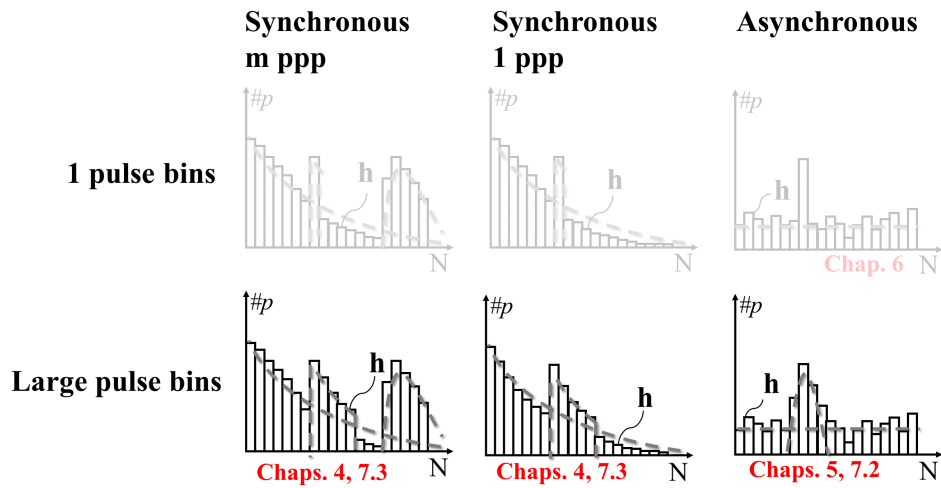 Synchronous
m ppp
Synchronous
1 ppp
Asynchronous
1 pulse bins
#p
h
N
#p
h
N
#p
h
Chap. 6
N
Large pulse bins
#p
h
N
Chaps. 4, 7.3
#p
h
N
Chaps. 4, 7.3
#p
h
N
Chaps. 5, 7.2